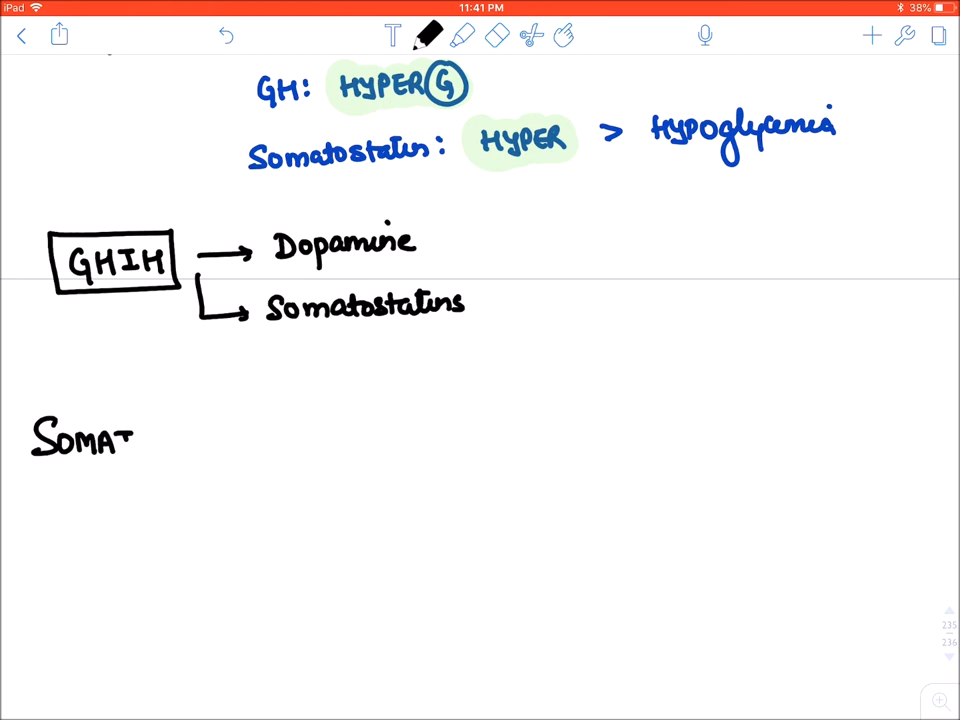 iPad 11:41 PM 38%
T
GH: HYPER G
Somatostatin: HYPER > HYPOglycemia
GHIH → Dopamine
→ Somatostatins
SOMAT
235
236